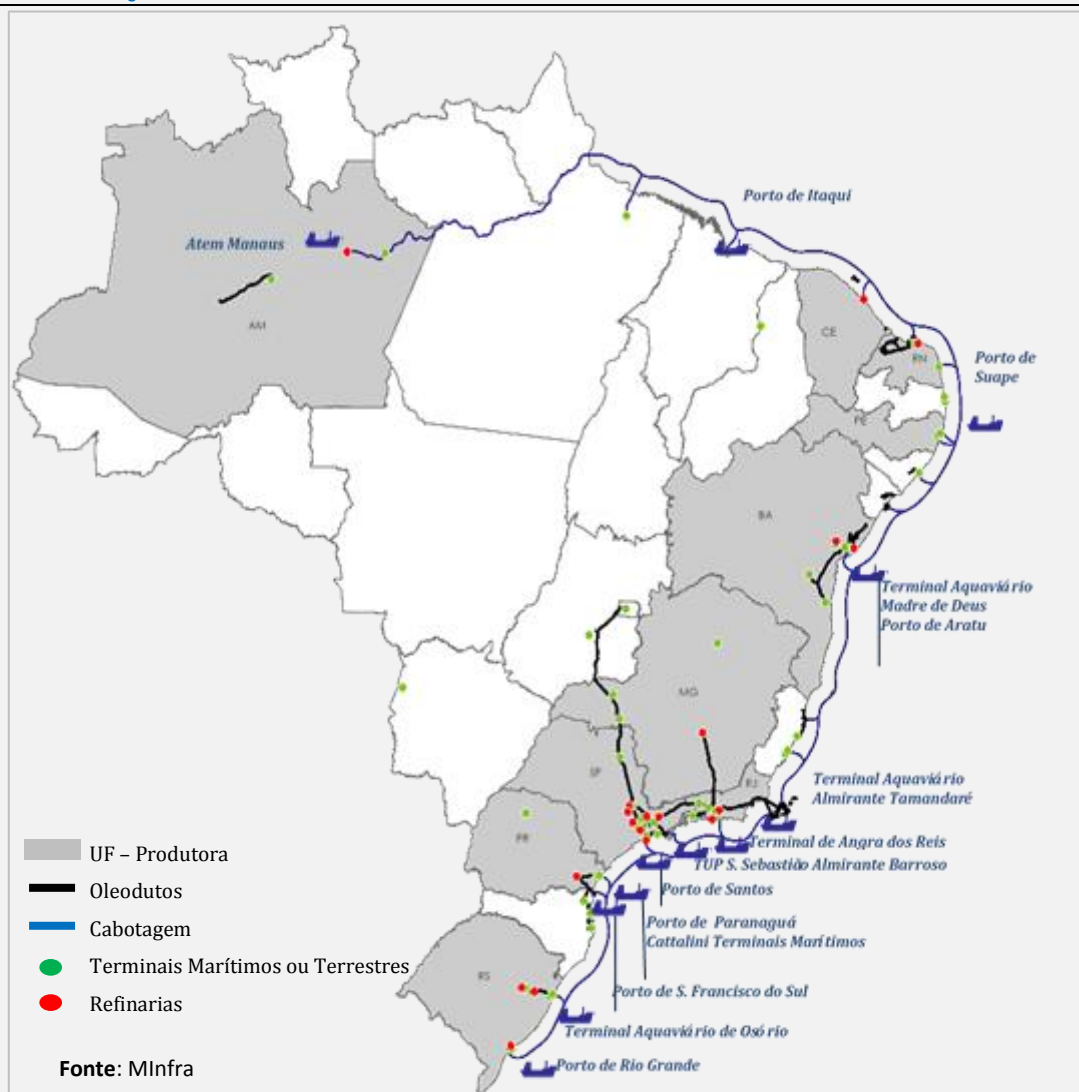 Porto de Itaqui
Atem Manaus
AM
CE
RN
Porto de
Suape
PE
BA
Terminal Aquaviário
Madre de Deus
Porto de Aratu
MG
SP
RJ
Terminal Aquaviário
Almirante Tamandaré
PR
Terminal de Angra dos Reis
TUP S. Sebastião Almirante Barroso
Porto de Santos
Porto de Paranaguá
Cattalini Terminais Marítimos
RS
Porto de S. Francisco do Sul
Terminal Aquaviário de Osório
Porto de Rio Grande
UF – Produtora
Oleodutos
Cabotagem
Terminais Marítimos ou Terrestres
Refinarias
Fonte: MInfra